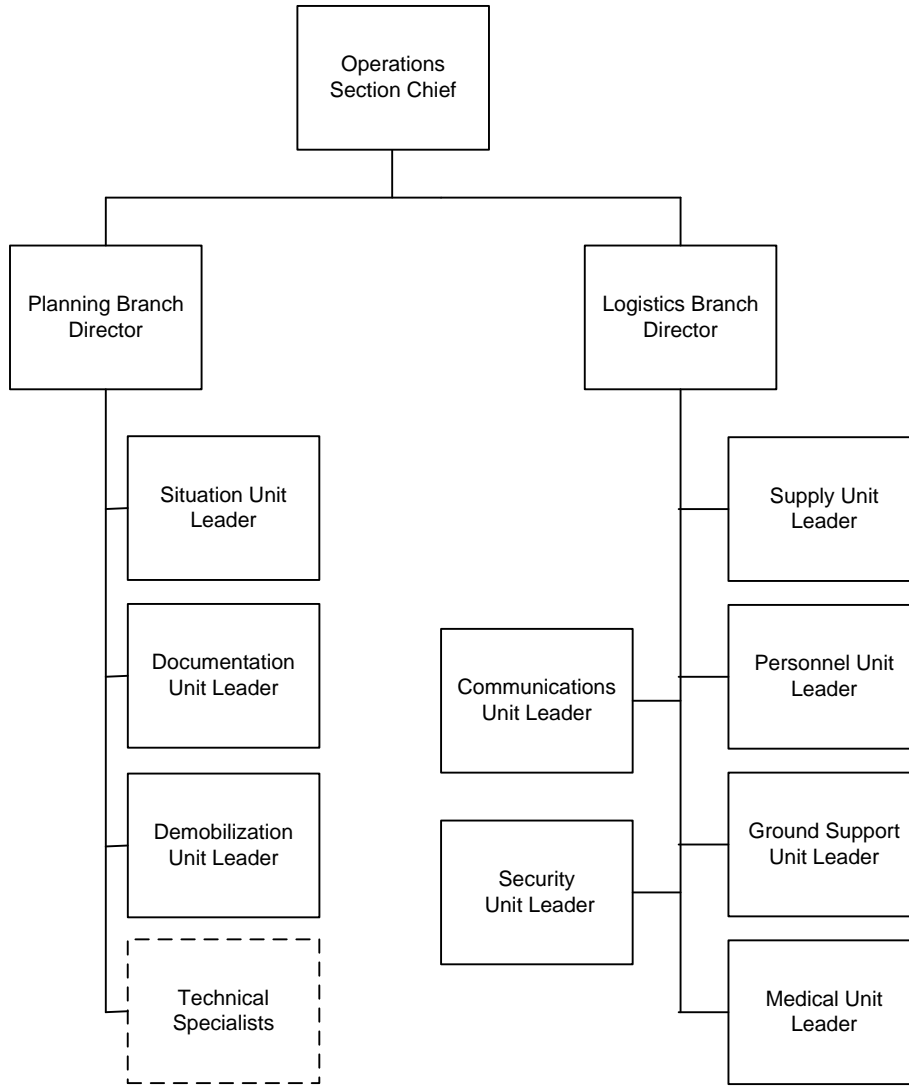 Operations
Section Chief
Planning Branch
Director
Logistics Branch
Director
Situation Unit
Leader
Documentation
Unit Leader
Demobilization
Unit Leader
Technical
Specialists
Communications
Unit Leader
Security
Unit Leader
Supply Unit
Leader
Personnel Unit
Leader
Ground Support
Unit Leader
Medical Unit
Leader